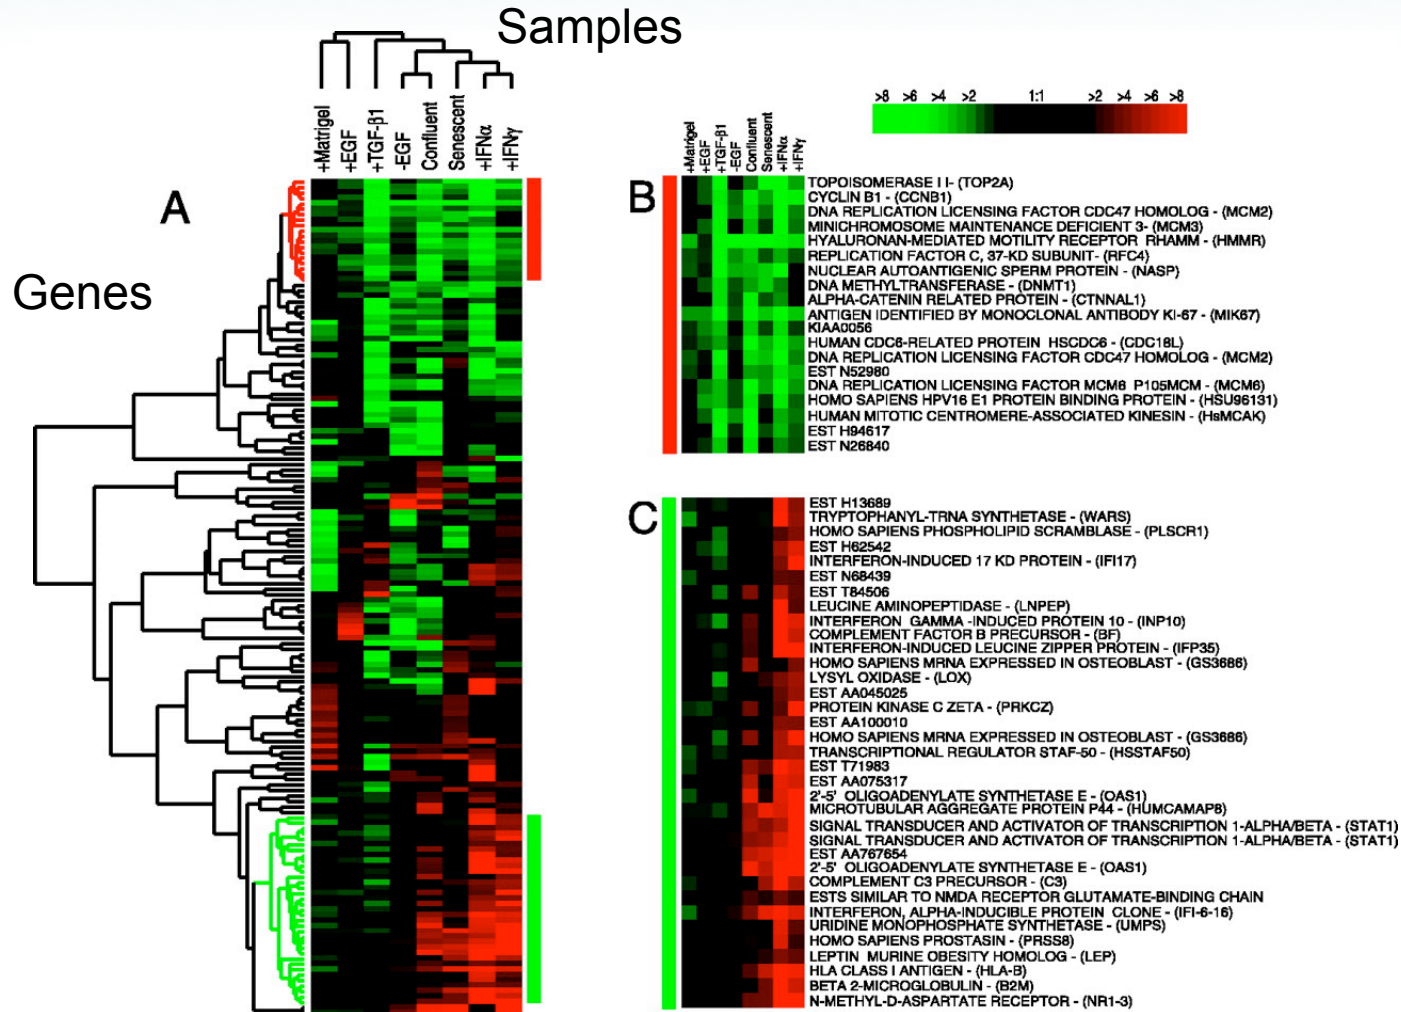 Samples
+Matrigel
+EGF
+TGF-β1
-EGF
Confluent
Senescent
+IFNα
+IFNγ
A
Genes
>8 >6 >4 >2 1:1 >2 >4 >6 >8
+Matrigel
+EGF
+TGF-β1
-EGF
Confluent
Senescent
+IFNα
+IFNγ
B
TOPOISOMERASE I I- (TOP2A)
CYCLIN B1 - (CCNB1)
DNA REPLICATION LICENSING FACTOR CDC47 HOMOLOG - (MCM2)
MINICHROMOSOME MAINTENANCE DEFICIENT 3- (MCM3)
HYALURONAN-MEDIATED MOTILITY RECEPTOR RHAMM - (HMMR)
REPLICATION FACTOR C, 37-KD SUBUNIT- (RFC4)
NUCLEAR AUTOANTIGENIC SPERM PROTEIN - (NASP)
DNA METHYLTRANSFERASE - (DNMT1)
ALPHA-CATENIN RELATED PROTEIN - (CTNNAL1)
ANTIGEN IDENTIFIED BY MONOCLONAL ANTIBODY KI-67 - (MIK67)
KIAA0056
HUMAN CDC6-RELATED PROTEIN HSCDC6 - (CDC18L)
DNA REPLICATION LICENSING FACTOR CDC47 HOMOLOG - (MCM2)
EST N52980
DNA REPLICATION LICENSING FACTOR MCM6 P105MCM - (MCM6)
HOMO SAPIENS HPV16 E1 PROTEIN BINDING PROTEIN - (HSU96131)
HUMAN MITOTIC CENTROMERE-ASSOCIATED KINESIN - (HsMCAK)
EST H94617
EST N26840
C
EST H13689
TRYPTOPHANYL-TRNA SYNTHETASE - (WARS)
HOMO SAPIENS PHOSPHOLIPID SCRAMBLASE - (PLSCR1)
EST H62542
INTERFERON-INDUCED 17 KD PROTEIN - (IFI17)
EST N68439
EST T84506
LEUCINE AMINOPEPTIDASE - (LNPEP)
INTERFERON GAMMA -INDUCED PROTEIN 10 - (INP10)
COMPLEMENT FACTOR B PRECURSOR - (BF)
INTERFERON-INDUCED LEUCINE ZIPPER PROTEIN - (IFP35)
HOMO SAPIENS MRNA EXPRESSED IN OSTEOBLAST - (GS3686)
LYSYL OXIDASE - (LOX)
EST AA045025
PROTEIN KINASE C ZETA - (PRKCZ)
EST AA100010
HOMO SAPIENS MRNA EXPRESSED IN OSTEOBLAST - (GS3686)
TRANSCRIPTIONAL REGULATOR STAF-50 - (HSSTAF50)
EST T71983
EST AA075317
2'-5' OLIGOADENYLATE SYNTHETASE E - (OAS1)
MICROTUBULAR AGGREGATE PROTEIN P44 - (HUMCAMAP8)
SIGNAL TRANSDUCER AND ACTIVATOR OF TRANSCRIPTION 1-ALPHA/BETA - (STAT1)
SIGNAL TRANSDUCER AND ACTIVATOR OF TRANSCRIPTION 1-ALPHA/BETA - (STAT1)
EST AA767654
2'-5' OLIGOADENYLATE SYNTHETASE E - (OAS1)
COMPLEMENT C3 PRECURSOR - (C3)
ESTS SIMILAR TO NMDA RECEPTOR GLUTAMATE-BINDING CHAIN
INTERFERON, ALPHA-INDUCIBLE PROTEIN CLONE - (IFI-6-16)
URIDINE MONOPHOSPHATE SYNTHETASE - (UMPS)
HOMO SAPIENS PROSTASIN - (PRSS8)
LEPTIN MURINE OBESITY HOMOLOG - (LEP)
HLA CLASS I ANTIGEN - (HLA-B)
BETA 2-MICROGLOBULIN - (B2M)
N-METHYL-D-ASPARTATE RECEPTOR - (NR1-3)